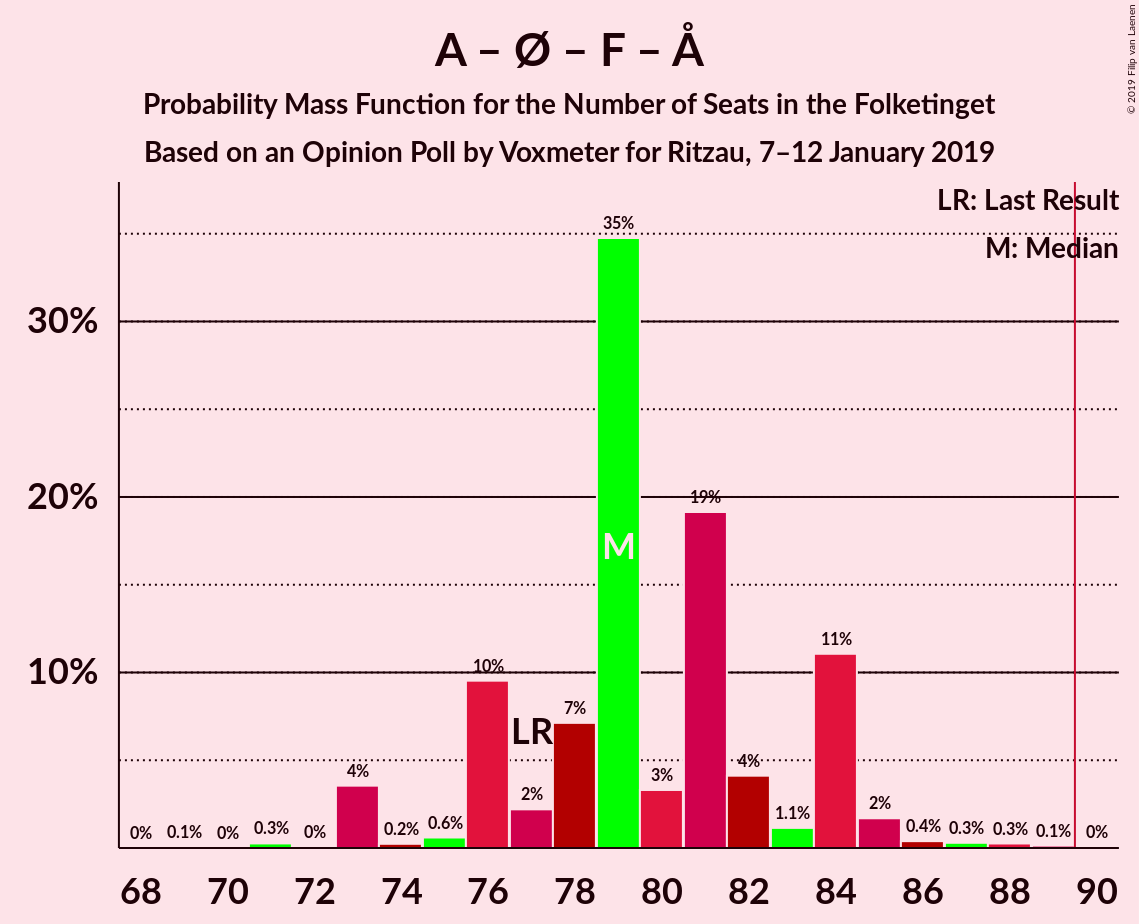 A – Ø – F – Å
Probability Mass Function for the Number of Seats in the Folketinget
Based on an Opinion Poll by Voxmeter for Ritzau, 7–12 January 2019
© 2019 Filip van Laenen
LR: Last Result
M: Median
30%
20%
10%
0%
0.1%
0%
0.3%
0%
4%
0.2%
0.6%
10%
2%
7%
35%
3%
19%
4%
1.1%
11%
2%
0.4%
0.3%
0.3%
0.1%
0%
LR
M
68 70 72 74 76 78 80 82 84 86 88 90